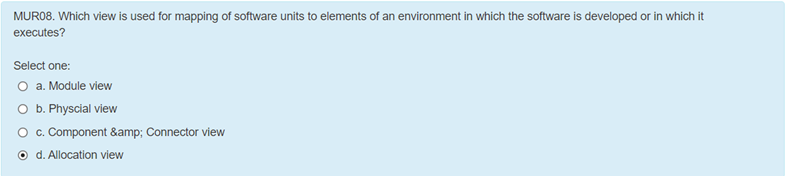 MUR08. Which view is used for mapping of software units to elements of an environment in which the software is developed or in which it
executes?
Select one:
a. Module view
b. Physcial view
c. Component &amp; Connector view
d. Allocation view